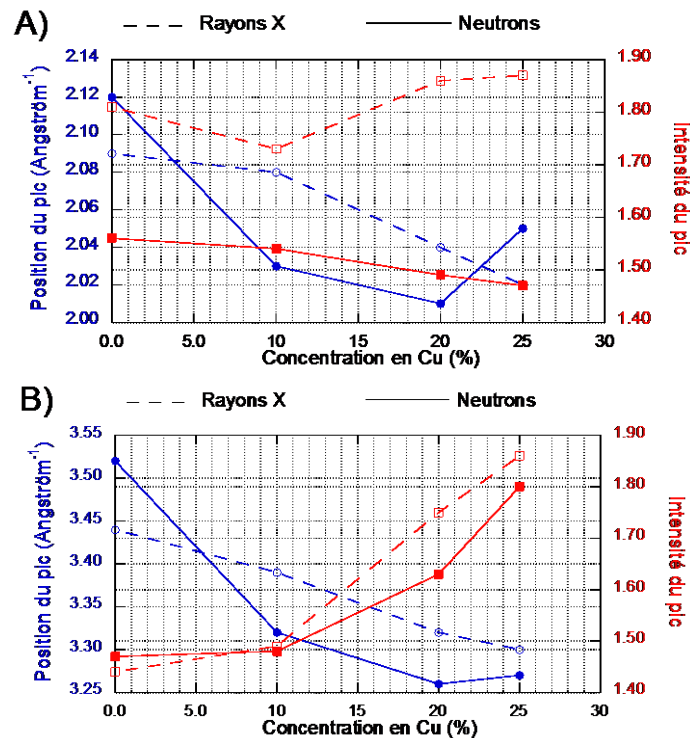 A)
Rayons X Neutrons
Position du pic (Angström-1)
2.14
2.12
2.10
2.08
2.06
2.04
2.02
2.00
1.90
1.80
1.70
1.60
1.50
1.40
Intensité du pic
0.0 5.0 10 15 20 25 30
Concentration en Cu (%)
B)
Rayons X Neutrons
Position du pic (Angström-1)
3.55
3.50
3.45
3.40
3.35
3.30
3.25
1.90
1.80
1.70
1.60
1.50
1.40
Intensité du pic
0.0 5.0 10 15 20 25 30
Concentration en Cu (%)